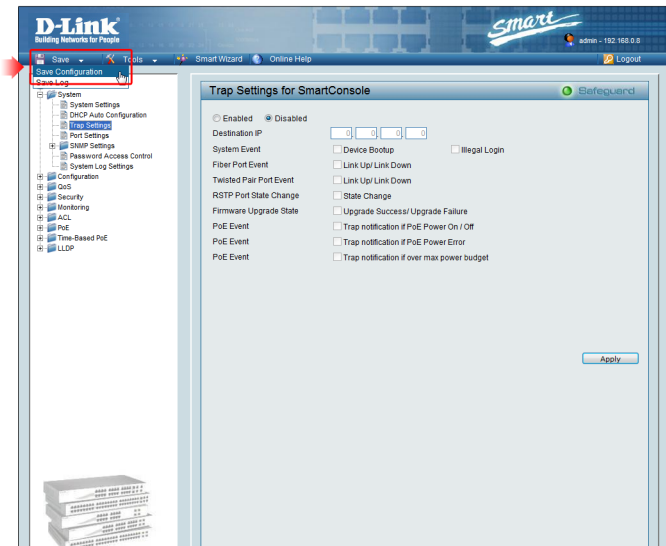 D-Link
Building Networks for People
Smart
admin - 192.168.0.8
Save Tools Smart Wizard Online Help Logout
Save Configuration
Save Log
System
System Settings
DHCP Auto Configuration
Trap Settings
Port Settings
SNMP Settings
Password Access Control
System Log Settings
Configuration
QoS
Security
Monitoring
ACL
PoE
Time-Based PoE
LLDP
Trap Settings for SmartConsole Safeguard
Enabled Disabled
Destination IP 0. 0. 0. 0
System Event Device Bootup Illegal Login
Fiber Port Event Link Up/ Link Down
Twisted Pair Port Event Link Up/ Link Down
RSTP Port State Change State Change
Firmware Upgrade State Upgrade Success/ Upgrade Failure
PoE Event Trap notification if PoE Power On / Off
PoE Event Trap notification if PoE Power Error
PoE Event Trap notification if over max power budget
Apply